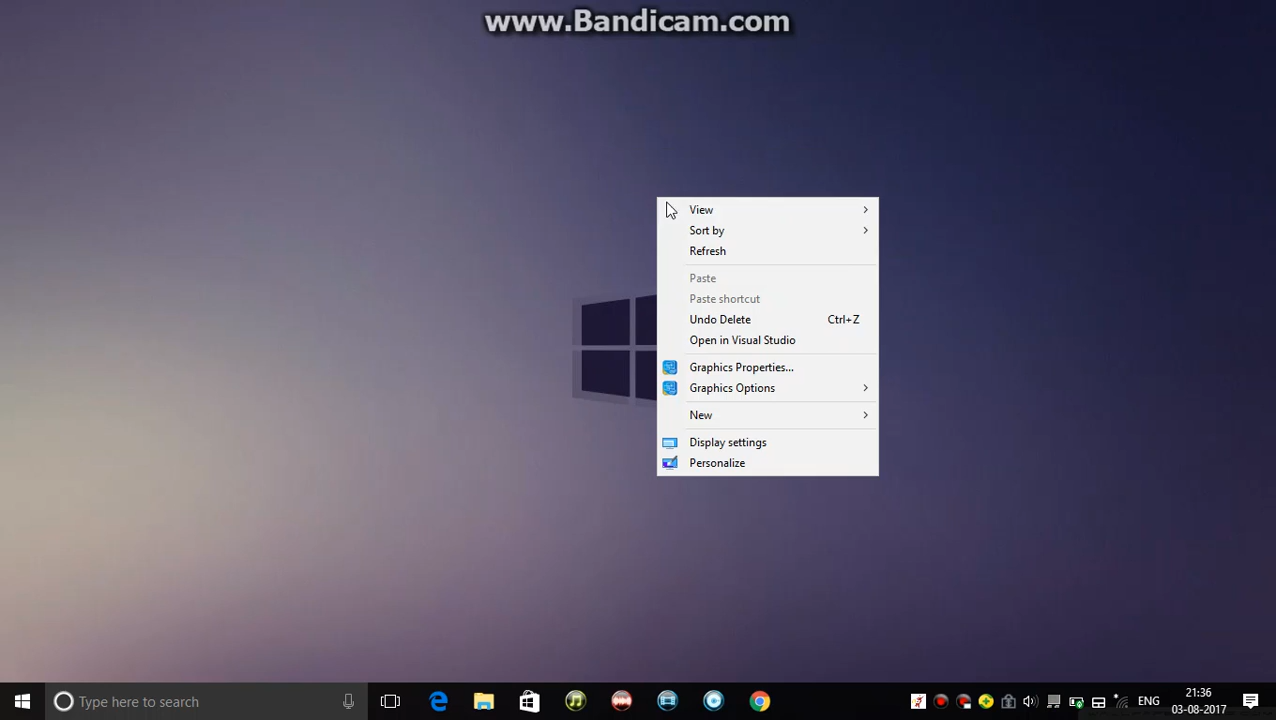 www.Bandicam.com
View
Sort by
Refresh
Paste
Paste shortcut
Undo Delete Ctrl+Z
Open in Visual Studio
Graphics Properties...
Graphics Options
New
Display settings
Personalize
Type here to search
ENG
21:36
03-08-2017